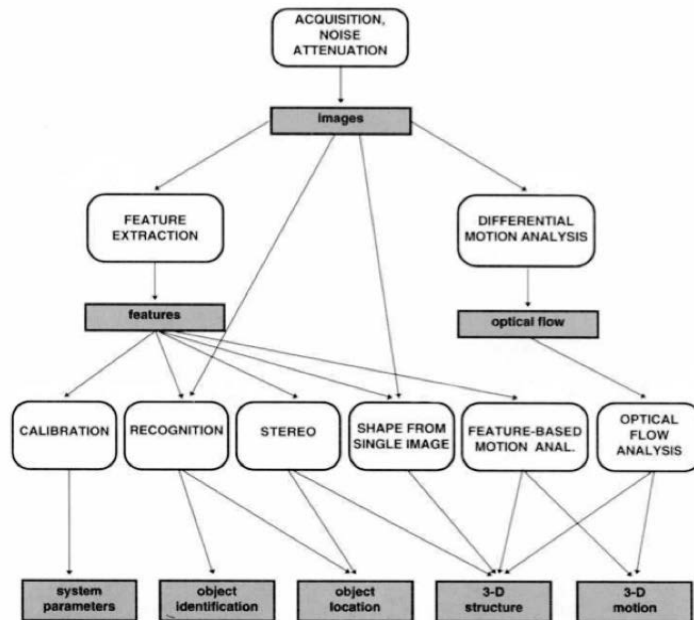 ACQUISITION,
NOISE
ATTENUATION
images
FEATURE
EXTRACTION
DIFFERENTIAL
MOTION ANALYSIS
features
optical flow
CALIBRATION
RECOGNITION
STEREO
SHAPE FROM
SINGLE IMAGE
FEATURE-BASED
MOTION ANAL.
OPTICAL
FLOW
ANALYSIS
system
parameters
object
identification
object
location
3-D
structure
3-D
motion